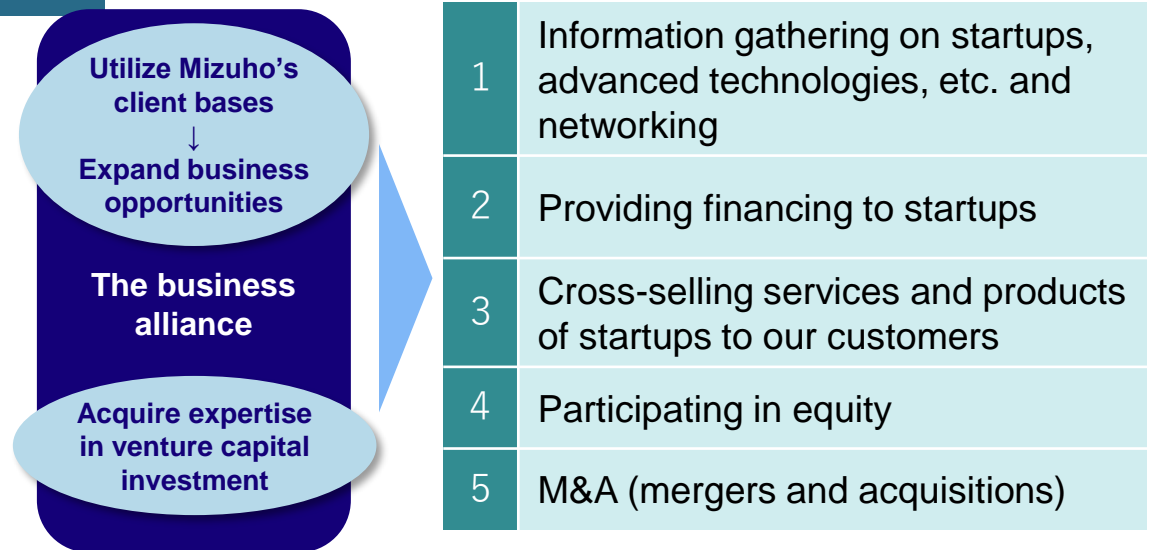 Utilize Mizuho's
client bases
↓
Expand business
opportunities
The business
alliance
Acquire expertise
in venture capital
investment
1
Information gathering on startups,
advanced technologies, etc. and
networking
2
Providing financing to startups
3
Cross-selling services and products
of startups to our customers
4
Participating in equity
5
M&A (mergers and acquisitions)